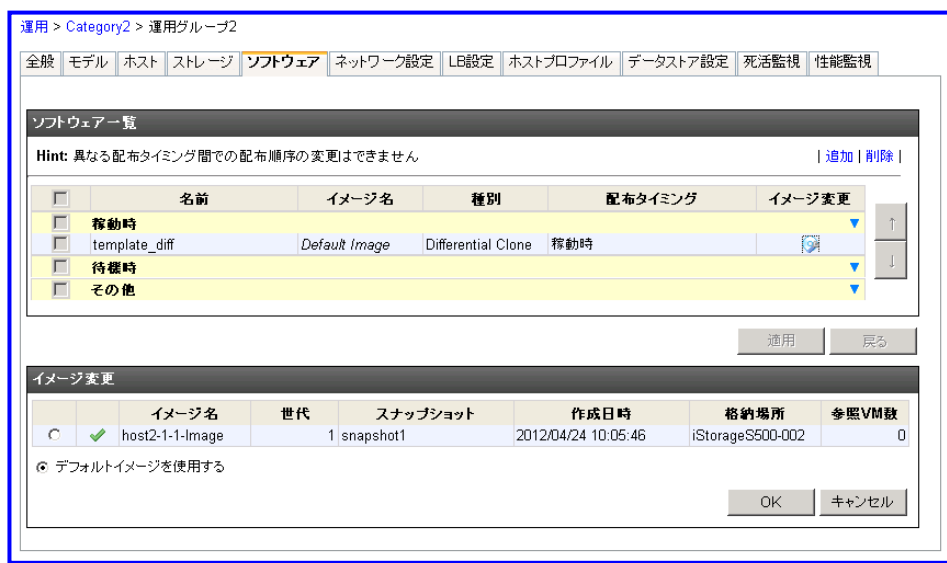 運用 > Category2 > 運用グループ2
全般 モデル ホスト ストレージ ソフトウェア ネットワーク設定 LB設定 ホストプロファイル データストア設定 死活監視 性能監視
ソフトウェア一覧
Hint: 異なる配布タイミング間での配布順序の変更はできません | 追加 | 削除 |
名前 イメージ名 種別 配布タイミング イメージ変更
稼動時 ▼ ↑
template_diff Default Image Differential Clone 稼動時
待機時 ▼ ↓
その他 ▼
適用 戻る
イメージ変更
イメージ名 世代 スナップショット 作成日時 格納場所 参照VM数
host2-1-1-Image 1 snapshot1 2012/04/24 10:05:46 iStorageS500-002 0
デフォルトイメージを使用する
OK キャンセル